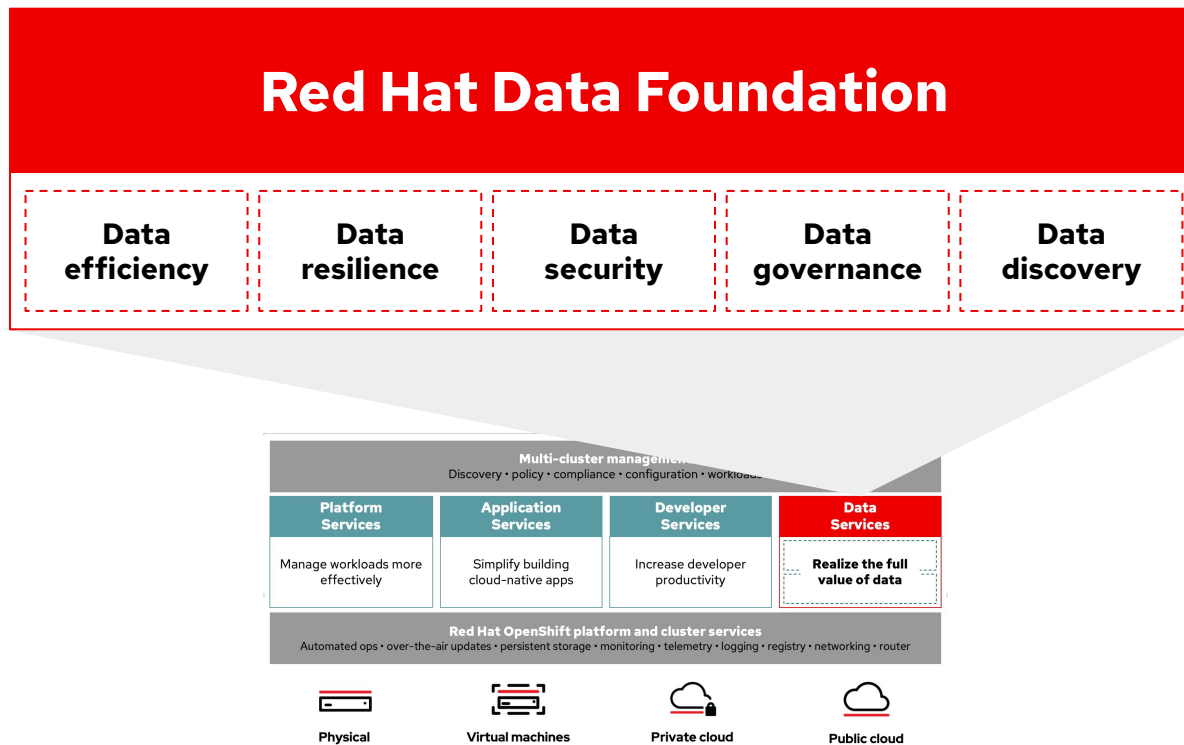 Red Hat Data Foundation
Data
efficiency
Data
resilience
Data
security
Data
governance
Data
discovery
Multi-cluster
Discovery • policy • compliance • configuration • workloads
Platform
Services
Manage workloads more
effectively
Application
Services
Simplify building
cloud-native apps
Developer
Services
Increase developer
productivity
Data
Services
Realize the full
value of data
Red Hat OpenShift platform and cluster services
Automated ops • over-the-air updates • persistent storage • monitoring • telemetry • logging • registry • networking • router
Physical
Virtual machines
Private cloud
Public cloud